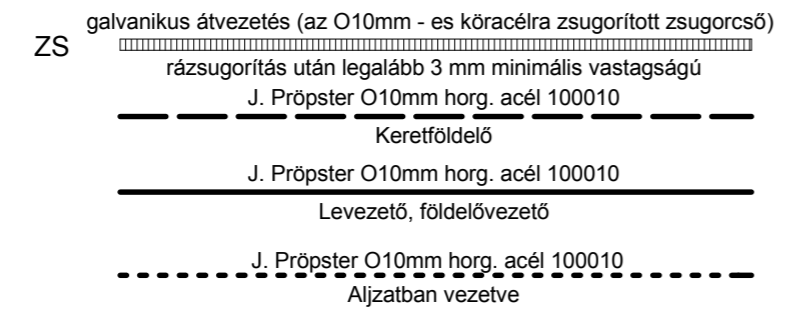 galvanikus átvezetés (az O10mm - es köracélra zsugorított zsugorcső)
ZS
rázsugorítás után legalább 3 mm minimális vastagságú
J. Pröpster O10mm horg. acél 100010
Keretföldelő
J. Pröpster O10mm horg. acél 100010
Levezető, földelővezető
J. Pröpster O10mm horg. acél 100010
Aljzatban vezetve